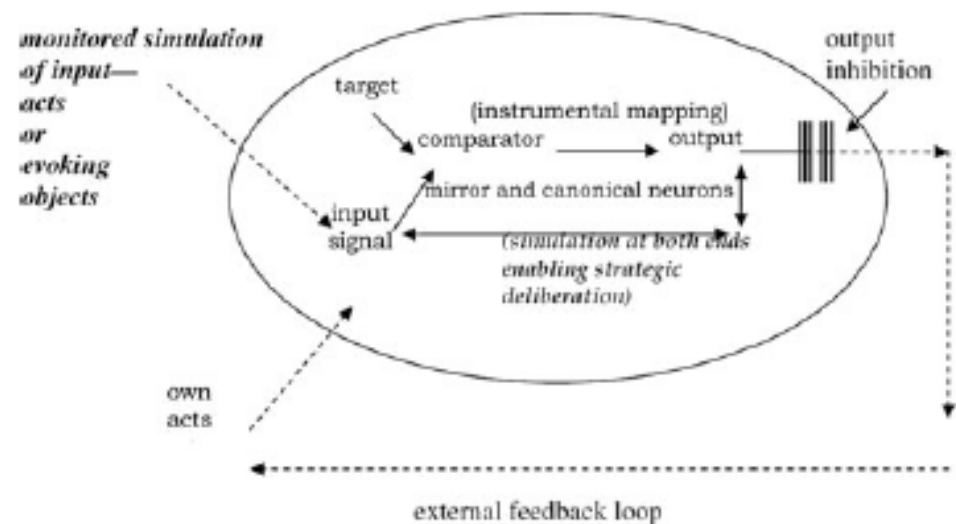 monitored simulation
of input—
acts
or
evoking
objects
output
inhibition
target
(instrumental mapping)
comparator
output
mirror and canonical neurons
input
signal
(simulation at both ends
enabling strategic
deliberation)
own
acts
external feedback loop